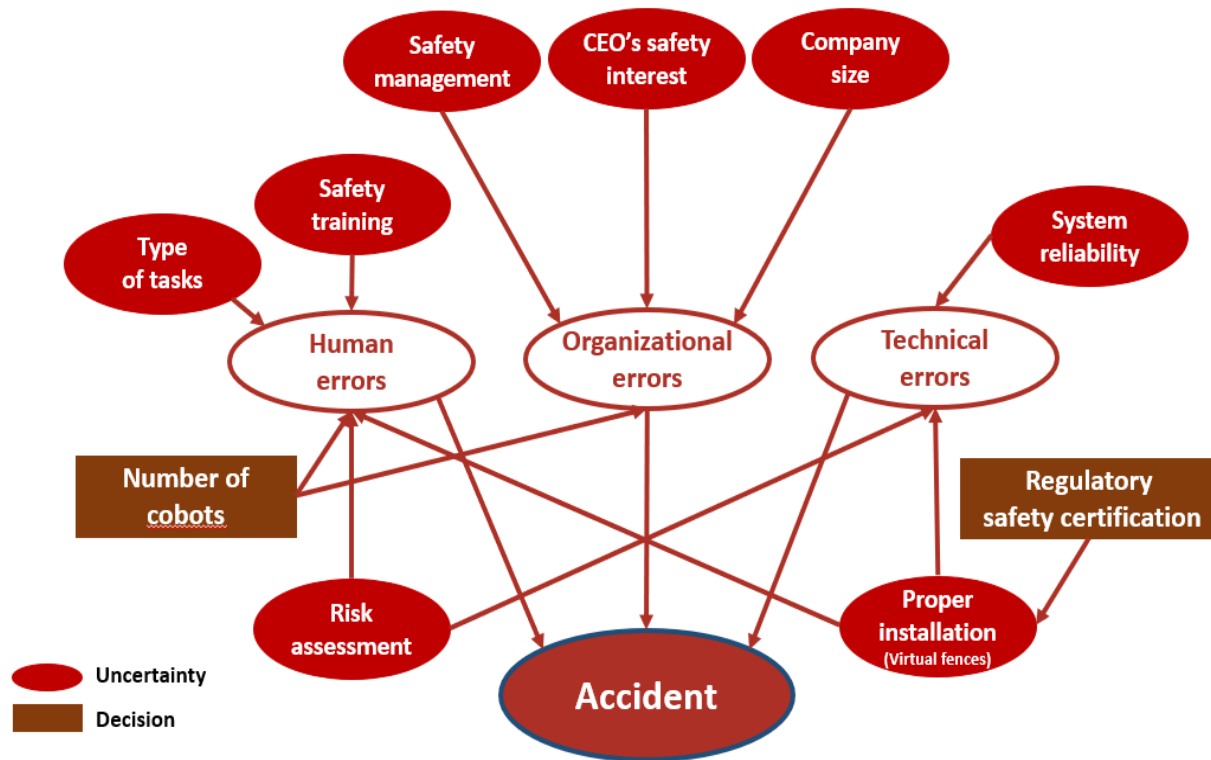 Safety
management
CEO's safety
interest
Company
size
Safety
training
Type
of tasks
System
reliability
Human
errors
Organizational
errors
Technical
errors
Number of
cobots
Regulatory
safety certification
Risk
assessment
Proper
installation
(Virtual fences)
Accident
Uncertainty
Decision